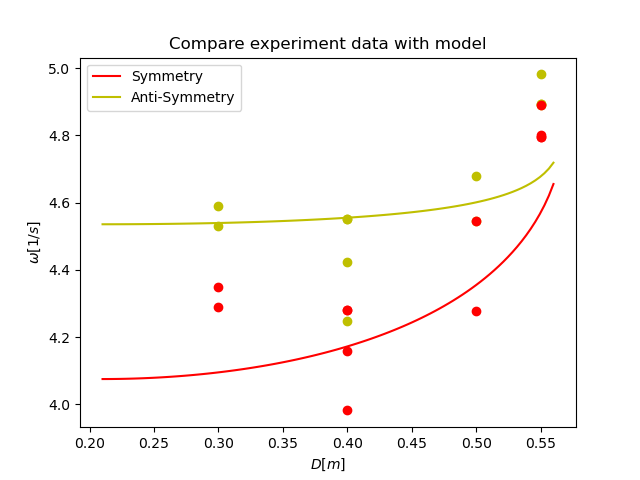 Compare experiment data with model
Symmetry
Anti-Symmetry
5.0
4.8
4.6
4.4
4.2
4.0
ω[1/s]
0.20 0.25 0.30 0.35 0.40 0.45 0.50 0.55
D[m]